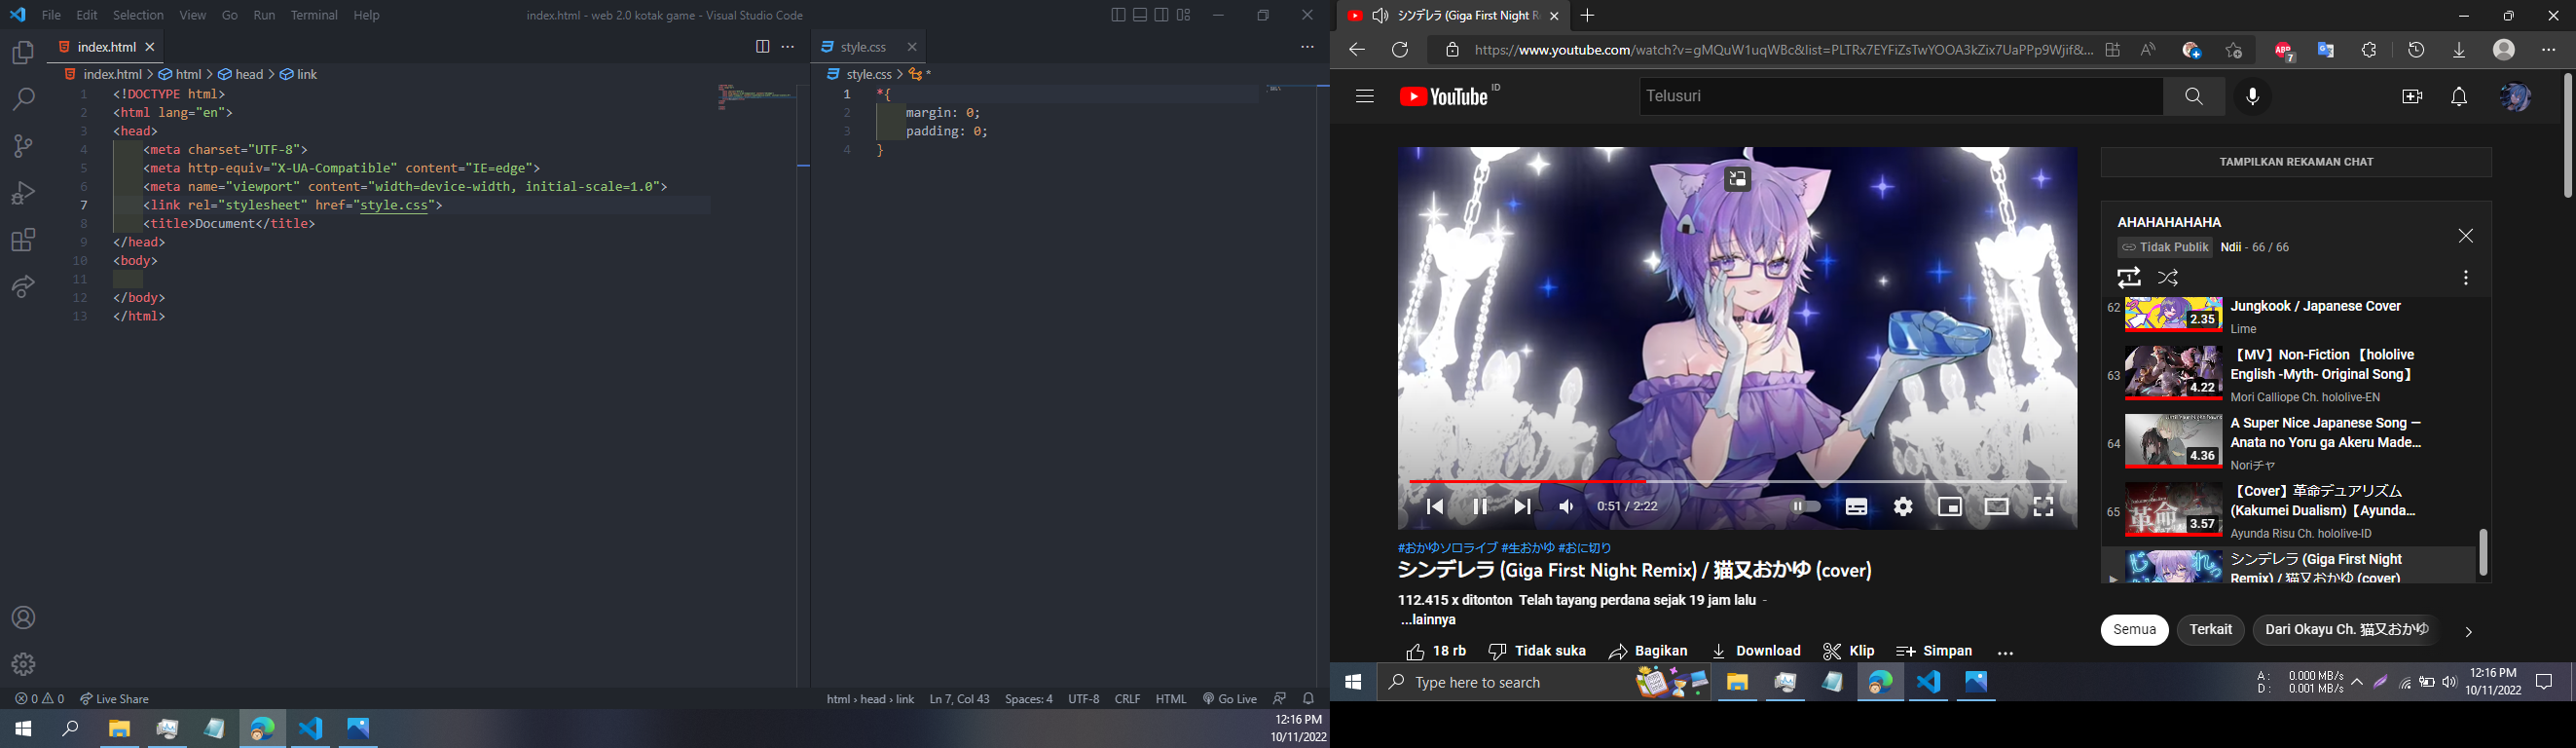 File Edit Selection View Go Run Terminal Help
index.html - web 2.0 kotak game - Visual Studio Code
index.html
index.html > html > head > link
1 <!DOCTYPE html>
2 <html lang="en">
3 <head>
4 <meta charset="UTF-8">
5 <meta http-equiv="X-UA-Compatible" content="IE=edge">
6 <meta name="viewport" content="width=device-width, initial-scale=1.0">
7 <link rel="stylesheet" href="style.css">
8 <title>Document</title>
9 </head>
10 <body>
11
12 </body>
13 </html>
style.css
style.css > *
1 *{
2 margin: 0;
3 padding: 0;
4 }
0 0 Live Share
html > head > link Ln 7, Col 43 Spaces: 4 UTF-8 CRLF HTML Go Live
12:16 PM
10/11/2022
シンデレラ (Giga First Night R
https://www.youtube.com/watch?v=gMQuW1uqWBc&list=PLTRx7EYFiZsTwYOOA3kZix7UaPPp9Wjif&...
ABP
7
YouTube ID
Telusuri
0:51 / 2:22
#おかゆソロライブ #生おかゆ #おに切り
シンデレラ (Giga First Night Remix) / 猫又おかゆ (cover)
112.415 x ditonton Telah tayang perdana sejak 19 jam lalu -
...lainnya
18 rb Tidak suka Bagikan Download Klip Simpan
TAMPILKAN REKAMAN CHAT
AHAHAHAHAHA
Tidak Publik Ndii - 66 / 66
62 2.35 Jungkook / Japanese Cover
Lime
63 4.22 【MV】Non-Fiction 【hololive
English -Myth- Original Song】
Mori Calliope Ch. hololive-EN
64 4.36 A Super Nice Japanese Song —
Anata no Yoru ga Akeru Made...
Noriチャ
65 革命 3.57 【Cover】革命デュアリズム
(Kakumei Dualism)【Ayunda...
Ayunda Risu Ch. hololive-ID
シンデレラ (Giga First Night
Remix) / 猫又おかゆ (cover)
Semua Terkait Dari Okayu Ch. 猫又おかゆ
Type here to search
A: 0.000 MB/s
D: 0.001 MB/s
12:16 PM
10/11/2022